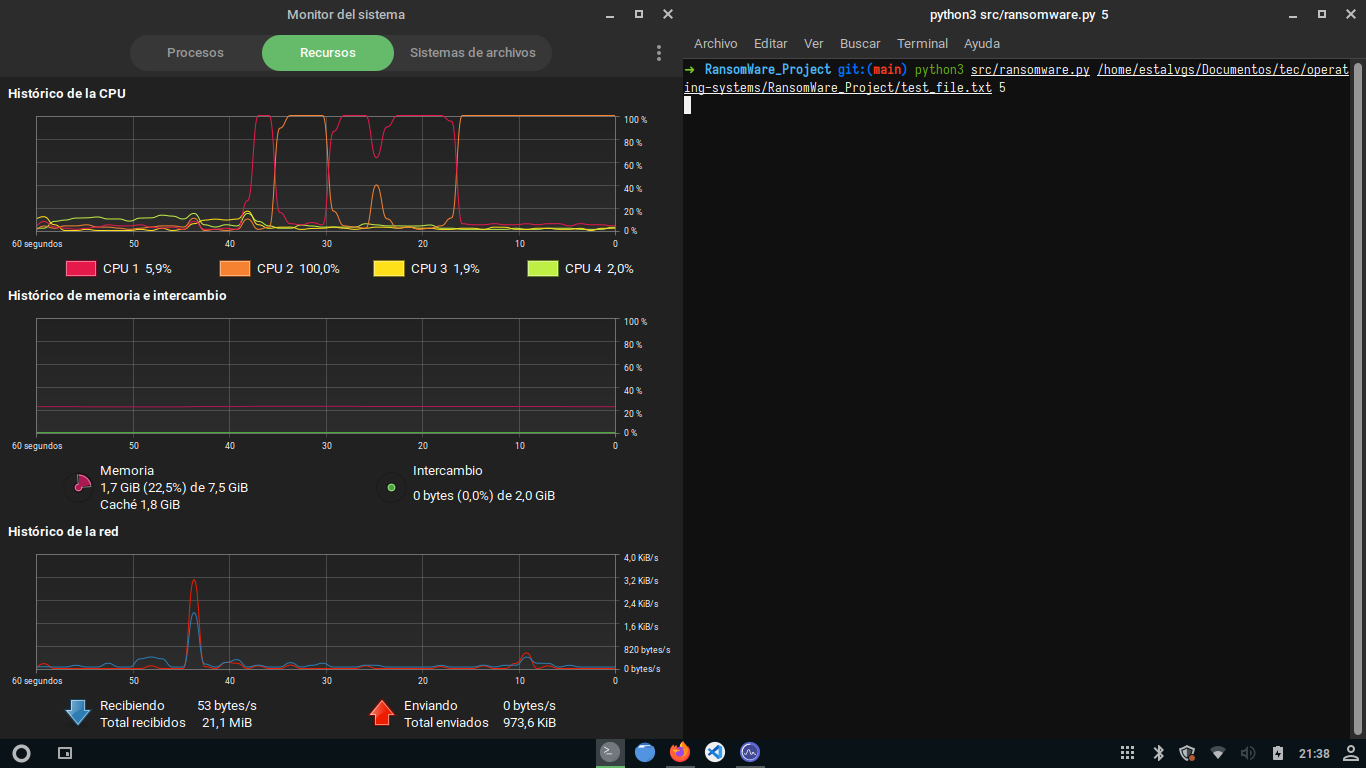 Monitor del sistema
Procesos
Recursos
Sistemas de archivos
Histórico de la CPU
100 %
80 %
60 %
40 %
20 %
0 %
60 segundos 50 40 30 20 10 0
CPU 1 5,9% CPU 2 100,0% CPU 3 1,9% CPU 4 2,0%
Histórico de memoria e intercambio
100 %
80 %
60 %
40 %
20 %
0 %
60 segundos 50 40 30 20 10 0
Memoria
1,7 GiB (22,5%) de 7,5 GiB
Caché 1,8 GiB
Intercambio
0 bytes (0,0%) de 2,0 GiB
Histórico de la red
4,0 KiB/s
3,2 KiB/s
2,4 KiB/s
1,6 KiB/s
820 bytes/s
0 bytes/s
60 segundos 50 40 30 20 10 0
Recibiendo 53 bytes/s
Total recibidos 21,1 MiB
Enviando 0 bytes/s
Total enviados 973,6 KiB
python3 src/ransomware.py 5
Archivo Editar Ver Buscar Terminal Ayuda
➜ RansomWare_Project git:(main) python3 src/ransomware.py /home/estalvgs/Documentos/tec/operat
ing-systems/RansomWare_Project/test_file.txt 5
21:38